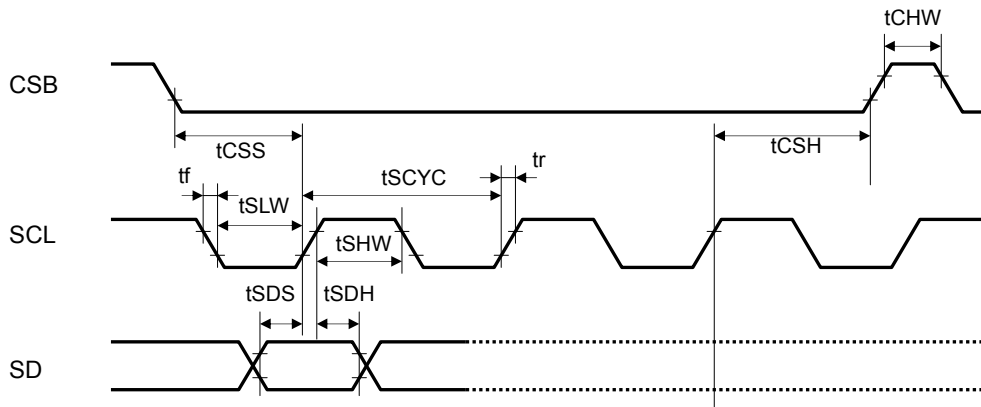 tCHW
CSB
tCSS
tCSH
tf
tSCYC
tr
tSLW
SCL
tSHW
tSDS
tSDH
SD